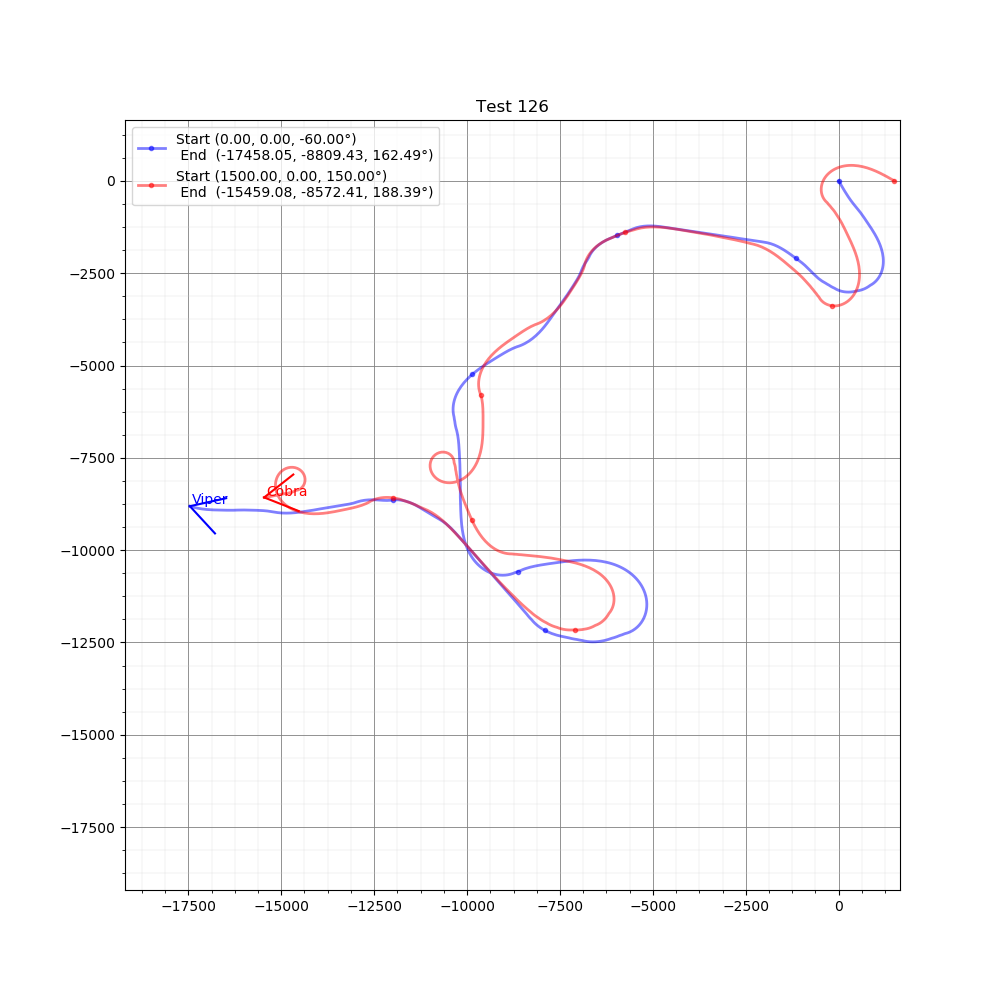 Test 126
Start (0.00, 0.00, -60.00°)
End (-17458.05, -8809.43, 162.49°)
Start (1500.00, 0.00, 150.00°)
End (-15459.08, -8572.41, 188.39°)
0
−2500
−5000
−7500
−10000
−12500
−15000
−17500
Viper
Cobra
−17500 −15000 −12500 −10000 −7500 −5000 −2500 0